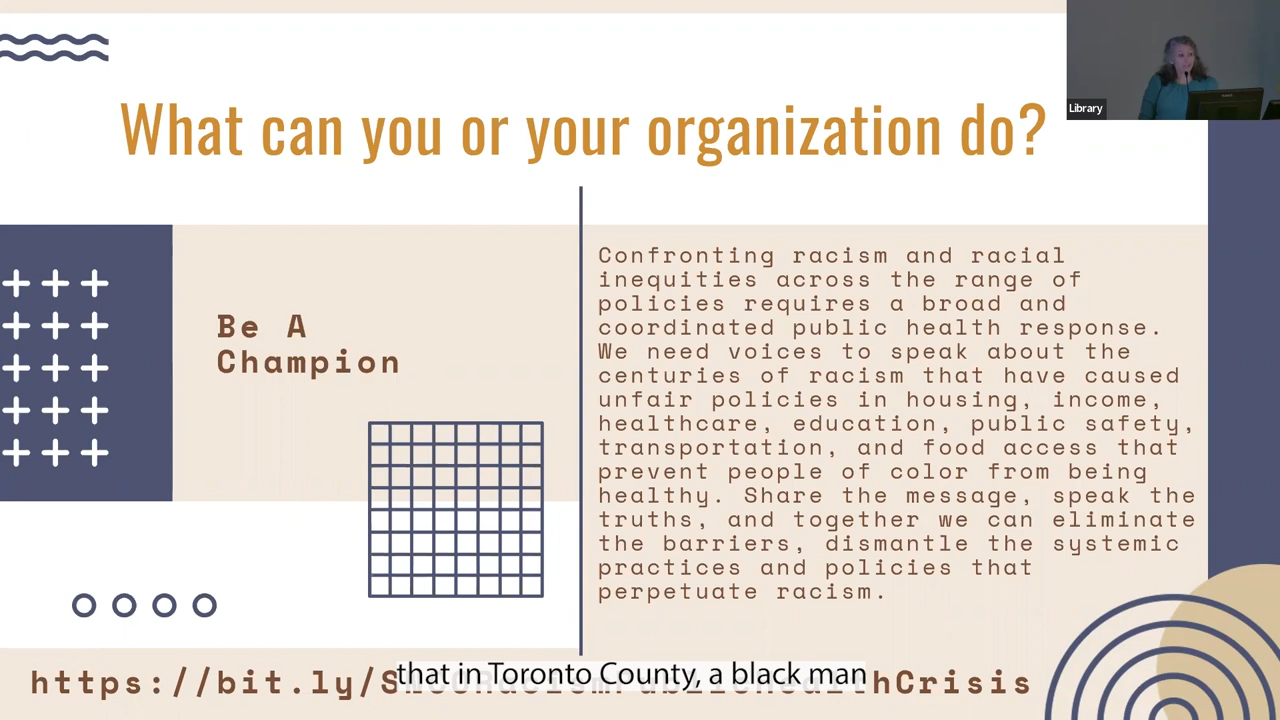 Library
What can you or your organization do?
Be A
Champion
Confronting racism and racial
inequities across the range of
policies requires a broad and
coordinated public health response.
We need voices to speak about the
centuries of racism that have caused
unfair policies in housing, income,
healthcare, education, public safety,
transportation, and food access that
prevent people of color from being
healthy. Share the message, speak the
truths, and together we can eliminate
the barriers, dismantle the systemic
practices and policies that
perpetuate racism.
https://bit.ly/S hCrisis
that in Toronto County, a black man